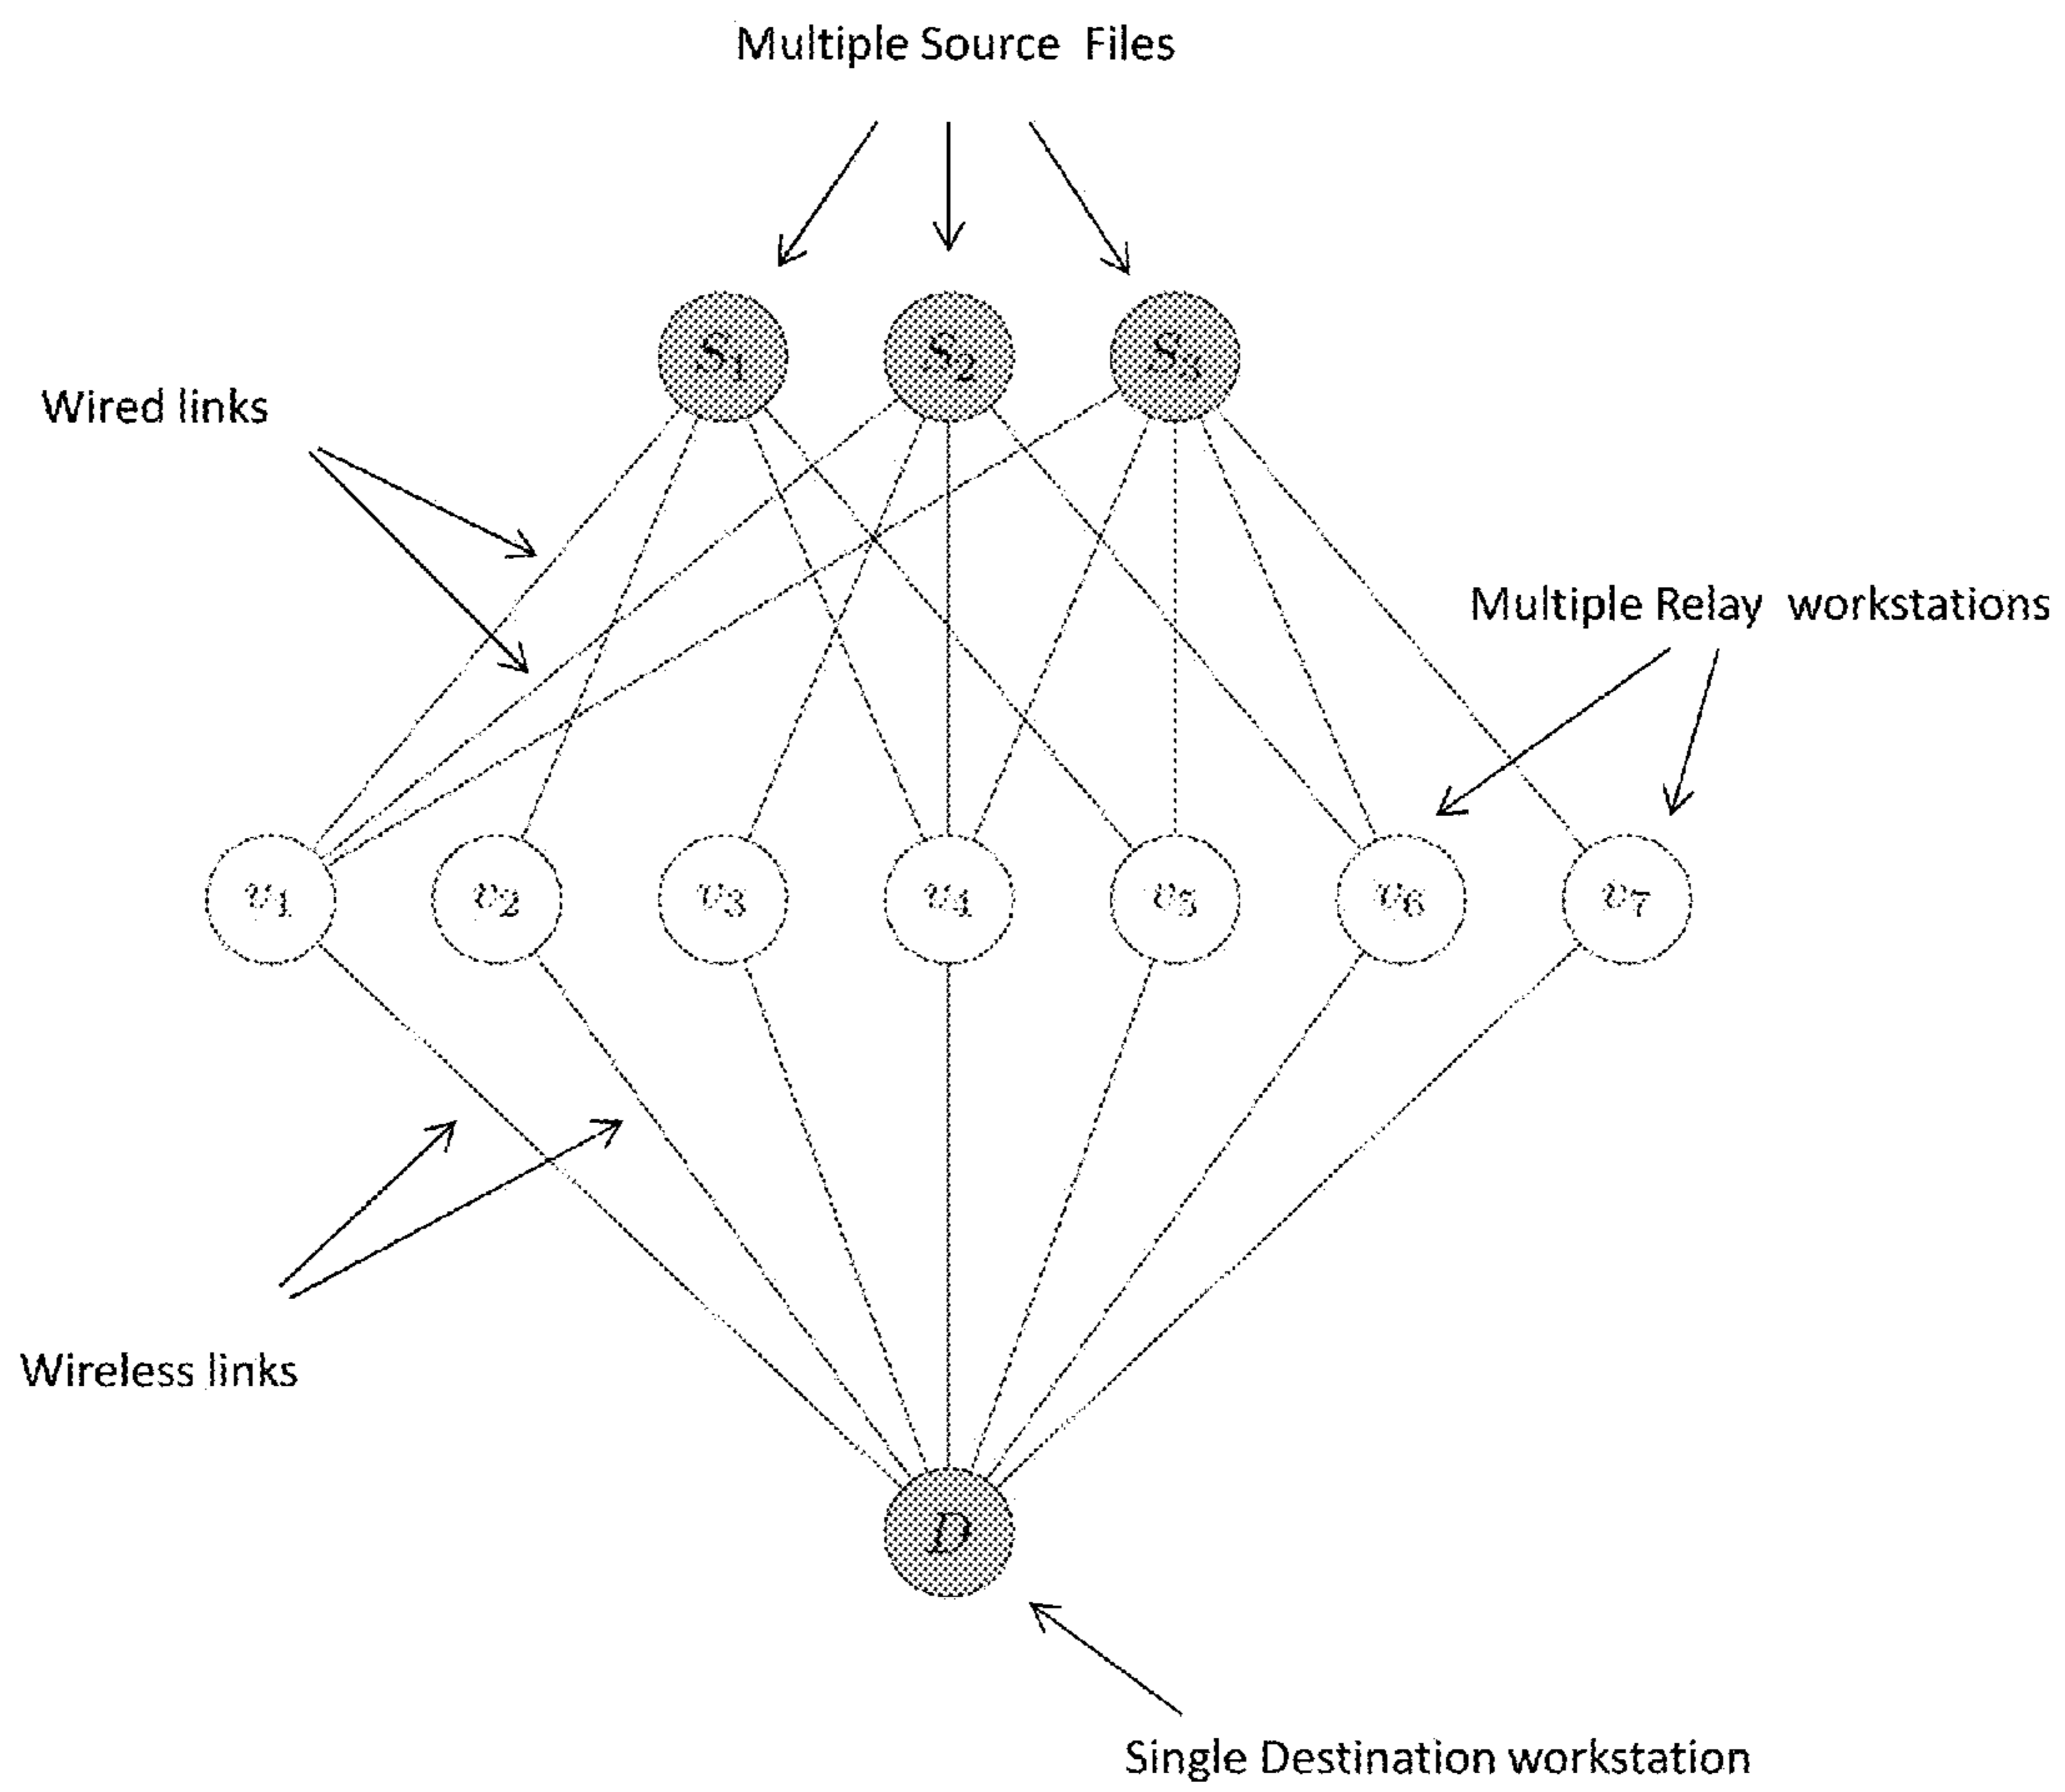 Multiple Source Files
S1 S2 S3
Wired links
Multiple Relay workstations
v1 v2 v3 v4 v5 v6 v7
Wireless links
D
Single Destination workstation